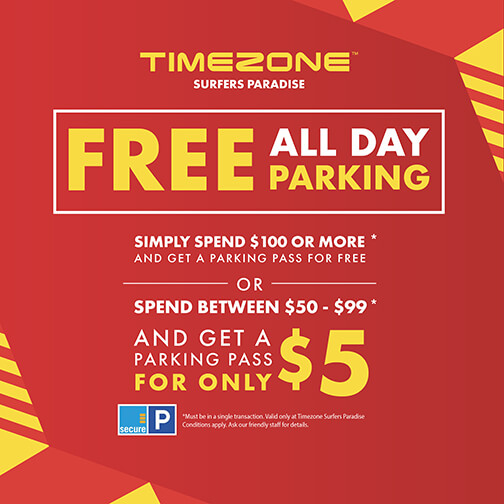 TIMEZONE™
SURFERS PARADISE
FREE ALL DAY PARKING
SIMPLY SPEND $100 OR MORE *
AND GET A PARKING PASS FOR FREE
OR
SPEND BETWEEN $50 - $99 *
AND GET A
PARKING PASS
FOR ONLY $5
secure P
*Must be in a single transaction. Valid only at Timezone Surfers Paradise
Conditions apply. Ask our friendly staff for details.